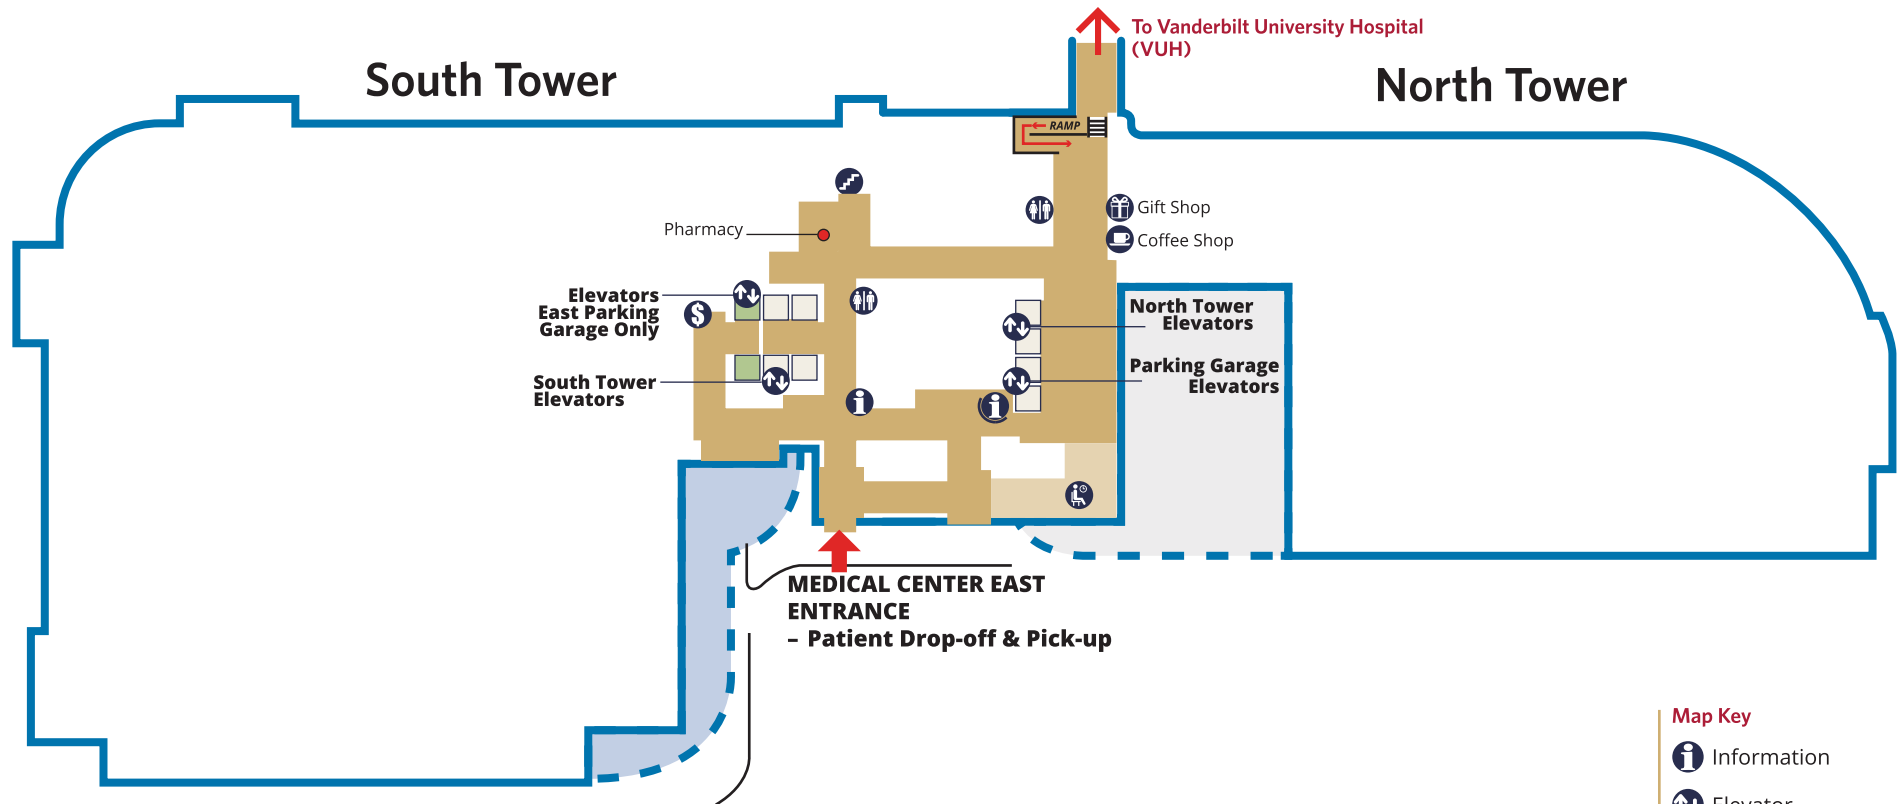 To Vanderbilt University Hospital
(VUH)
South Tower
North Tower
RAMP
Gift Shop
Coffee Shop
Pharmacy
Elevators
East Parking
Garage Only
$
South Tower
Elevators
North Tower
Elevators
Parking Garage
Elevators
i
i
MEDICAL CENTER EAST
ENTRANCE
– Patient Drop-off & Pick-up
Map Key
i Information
Elevator